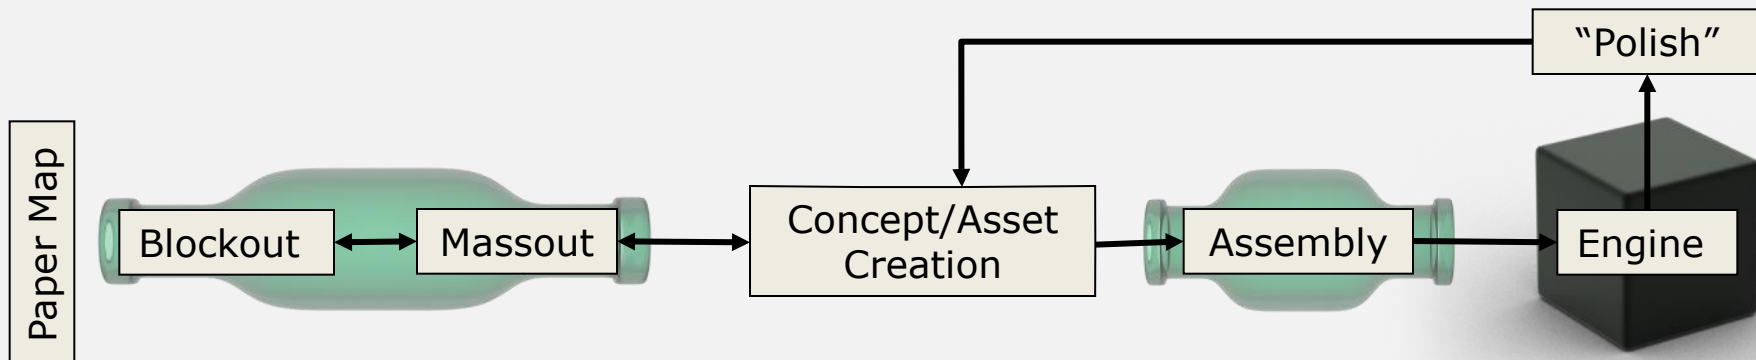 “Polish”
Paper Map
Blockout
Massout
Concept/Asset
Creation
Assembly
Engine